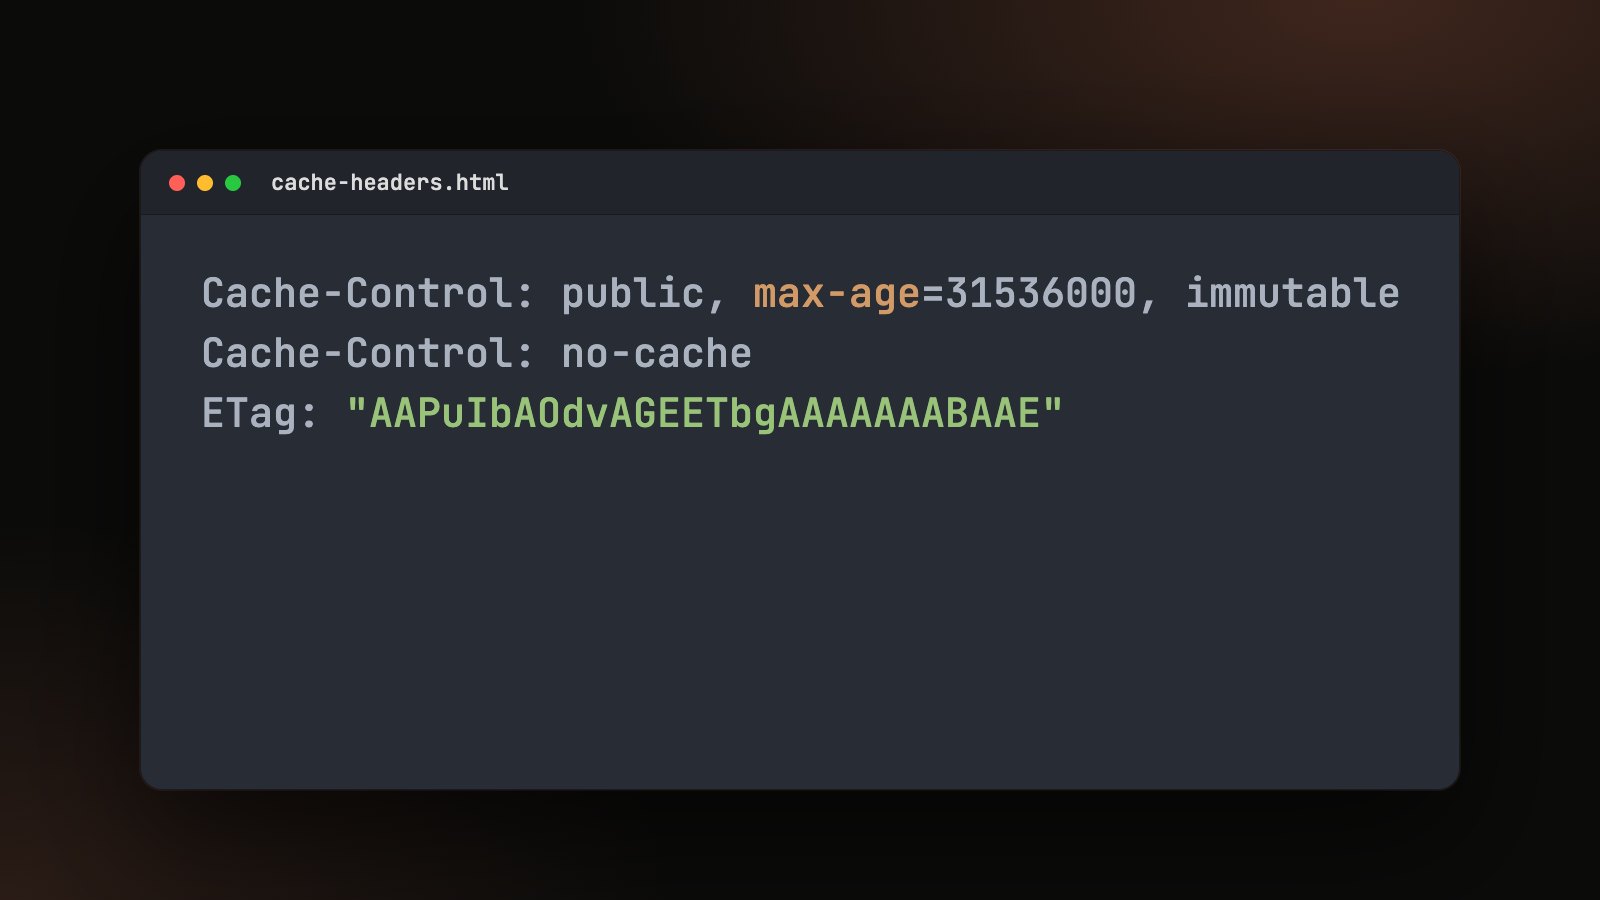 cache-headers.html
Cache-Control: public, max-age=31536000, immutable
Cache-Control: no-cache
ETag: "AAPuIbAOdvAGEETbgAAAAAAABAAE"